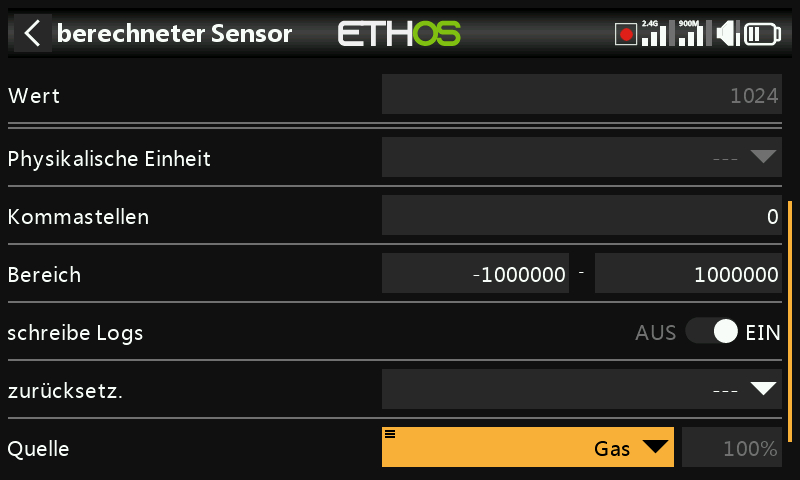 berechneter Sensor ETHOS 2.4G 900M
Wert 1024
Physikalische Einheit ---
Kommastellen 0
Bereich -1000000 - 1000000
schreibe Logs AUS EIN
zurücksetz. ---
Quelle Gas 100%